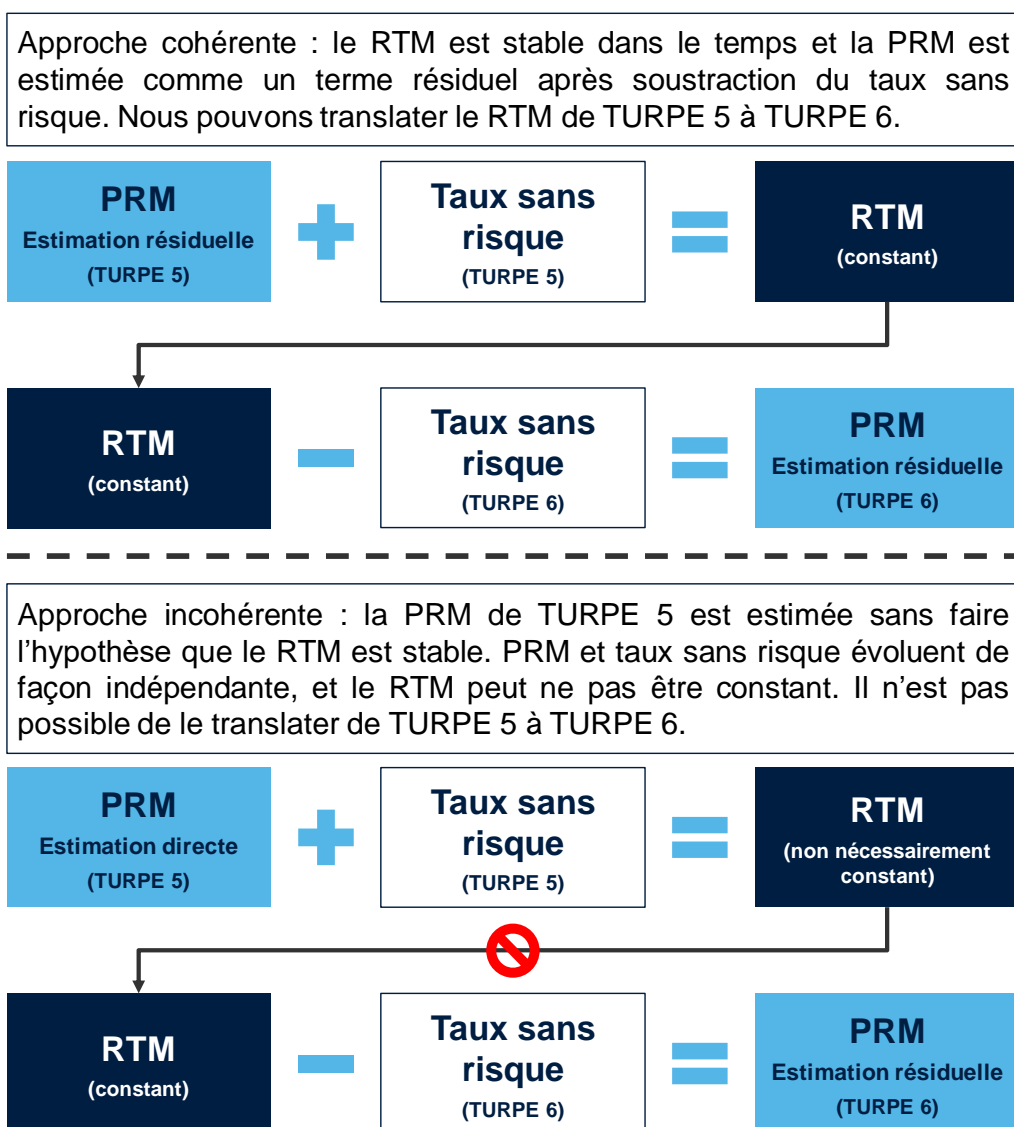 Approche cohérente : le RTM est stable dans le temps et la PRM est
estimée comme un terme résiduel après soustraction du taux sans
risque. Nous pouvons translater le RTM de TURPE 5 à TURPE 6.
PRM
Estimation résiduelle
(TURPE 5)
+
Taux sans
risque
(TURPE 5)
=
RTM
(constant)
RTM
(constant)
−
Taux sans
risque
(TURPE 6)
=
PRM
Estimation résiduelle
(TURPE 6)
Approche incohérente : la PRM de TURPE 5 est estimée sans faire
l’hypothèse que le RTM est stable. PRM et taux sans risque évoluent de
façon indépendante, et le RTM peut ne pas être constant. Il n’est pas
possible de le translater de TURPE 5 à TURPE 6.
PRM
Estimation directe
(TURPE 5)
+
Taux sans
risque
(TURPE 5)
=
RTM
(non nécessairement
constant)
RTM
(constant)
−
Taux sans
risque
(TURPE 6)
=
PRM
Estimation résiduelle
(TURPE 6)